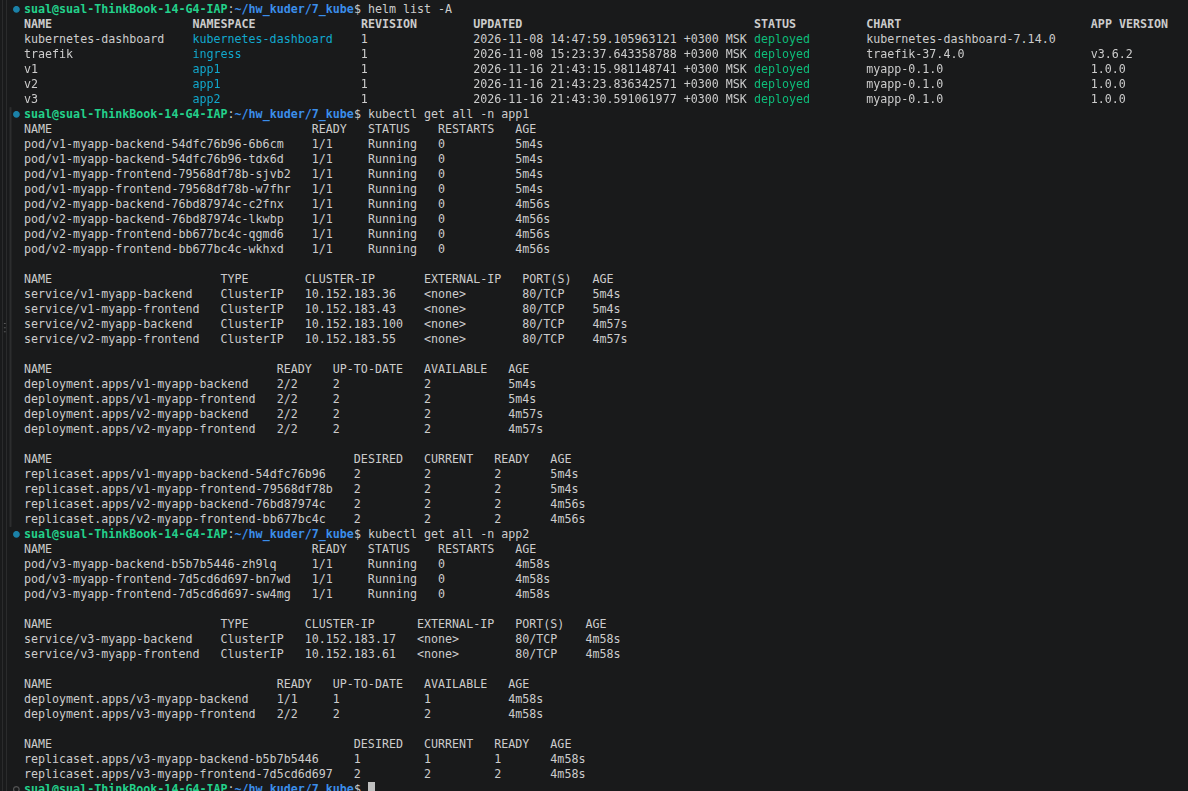 sual@sual-ThinkBook-14-G4-IAP:~/hw_kuder/7_kube$ helm list -A
NAME NAMESPACE REVISION UPDATED STATUS CHART APP VERSION
kubernetes-dashboard kubernetes-dashboard 1 2026-11-08 14:47:59.105963121 +0300 MSK deployed kubernetes-dashboard-7.14.0
traefik ingress 1 2026-11-08 15:23:37.643358788 +0300 MSK deployed traefik-37.4.0 v3.6.2
v1 app1 1 2026-11-16 21:43:15.981148741 +0300 MSK deployed myapp-0.1.0 1.0.0
v2 app1 1 2026-11-16 21:43:23.836342571 +0300 MSK deployed myapp-0.1.0 1.0.0
v3 app2 1 2026-11-16 21:43:30.591061977 +0300 MSK deployed myapp-0.1.0 1.0.0
sual@sual-ThinkBook-14-G4-IAP:~/hw_kuder/7_kube$ kubectl get all -n app1
NAME READY STATUS RESTARTS AGE
pod/v1-myapp-backend-54dfc76b96-6b6cm 1/1 Running 0 5m4s
pod/v1-myapp-backend-54dfc76b96-tdx6d 1/1 Running 0 5m4s
pod/v1-myapp-frontend-79568df78b-sjvb2 1/1 Running 0 5m4s
pod/v1-myapp-frontend-79568df78b-w7fhr 1/1 Running 0 5m4s
pod/v2-myapp-backend-76bd87974c-c2fnx 1/1 Running 0 4m56s
pod/v2-myapp-backend-76bd87974c-lkwbp 1/1 Running 0 4m56s
pod/v2-myapp-frontend-bb677bc4c-qgmd6 1/1 Running 0 4m56s
pod/v2-myapp-frontend-bb677bc4c-wkhxd 1/1 Running 0 4m56s
NAME TYPE CLUSTER-IP EXTERNAL-IP PORT(S) AGE
service/v1-myapp-backend ClusterIP 10.152.183.36 <none> 80/TCP 5m4s
service/v1-myapp-frontend ClusterIP 10.152.183.43 <none> 80/TCP 5m4s
service/v2-myapp-backend ClusterIP 10.152.183.100 <none> 80/TCP 4m57s
service/v2-myapp-frontend ClusterIP 10.152.183.55 <none> 80/TCP 4m57s
NAME READY UP-TO-DATE AVAILABLE AGE
deployment.apps/v1-myapp-backend 2/2 2 2 5m4s
deployment.apps/v1-myapp-frontend 2/2 2 2 5m4s
deployment.apps/v2-myapp-backend 2/2 2 2 4m57s
deployment.apps/v2-myapp-frontend 2/2 2 2 4m57s
NAME DESIRED CURRENT READY AGE
replicaset.apps/v1-myapp-backend-54dfc76b96 2 2 2 5m4s
replicaset.apps/v1-myapp-frontend-79568df78b 2 2 2 5m4s
replicaset.apps/v2-myapp-backend-76bd87974c 2 2 2 4m56s
replicaset.apps/v2-myapp-frontend-bb677bc4c 2 2 2 4m56s
sual@sual-ThinkBook-14-G4-IAP:~/hw_kuder/7_kube$ kubectl get all -n app2
NAME READY STATUS RESTARTS AGE
pod/v3-myapp-backend-b5b7b5446-zh9lq 1/1 Running 0 4m58s
pod/v3-myapp-frontend-7d5cd6d697-bn7wd 1/1 Running 0 4m58s
pod/v3-myapp-frontend-7d5cd6d697-sw4mg 1/1 Running 0 4m58s
NAME TYPE CLUSTER-IP EXTERNAL-IP PORT(S) AGE
service/v3-myapp-backend ClusterIP 10.152.183.17 <none> 80/TCP 4m58s
service/v3-myapp-frontend ClusterIP 10.152.183.61 <none> 80/TCP 4m58s
NAME READY UP-TO-DATE AVAILABLE AGE
deployment.apps/v3-myapp-backend 1/1 1 1 4m58s
deployment.apps/v3-myapp-frontend 2/2 2 2 4m58s
NAME DESIRED CURRENT READY AGE
replicaset.apps/v3-myapp-backend-b5b7b5446 1 1 1 4m58s
replicaset.apps/v3-myapp-frontend-7d5cd6d697 2 2 2 4m58s
sual@sual-ThinkBook-14-G4-IAP:~/hw_kuder/7_kube$